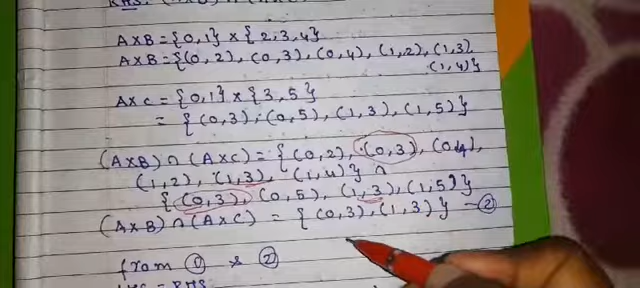 RHS: (A×B) ∩ (A×C)
A×B = {0,1} × {2,3,4}
A×B = {(0,2), (0,3), (0,4), (1,2), (1,3),
(1,4)}
A×C = {0,1} × {3,5}
= {(0,3), (0,5), (1,3), (1,5)}
(A×B) ∩ (A×C) = {(0,2), (0,3), (0,4),
(1,2), (1,3), (1,4)} ∩
{(0,3), (0,5), (1,3), (1,5)}
(A×B) ∩ (A×C) = {(0,3), (1,3)} —②
from ① & ②
LHS = RHS